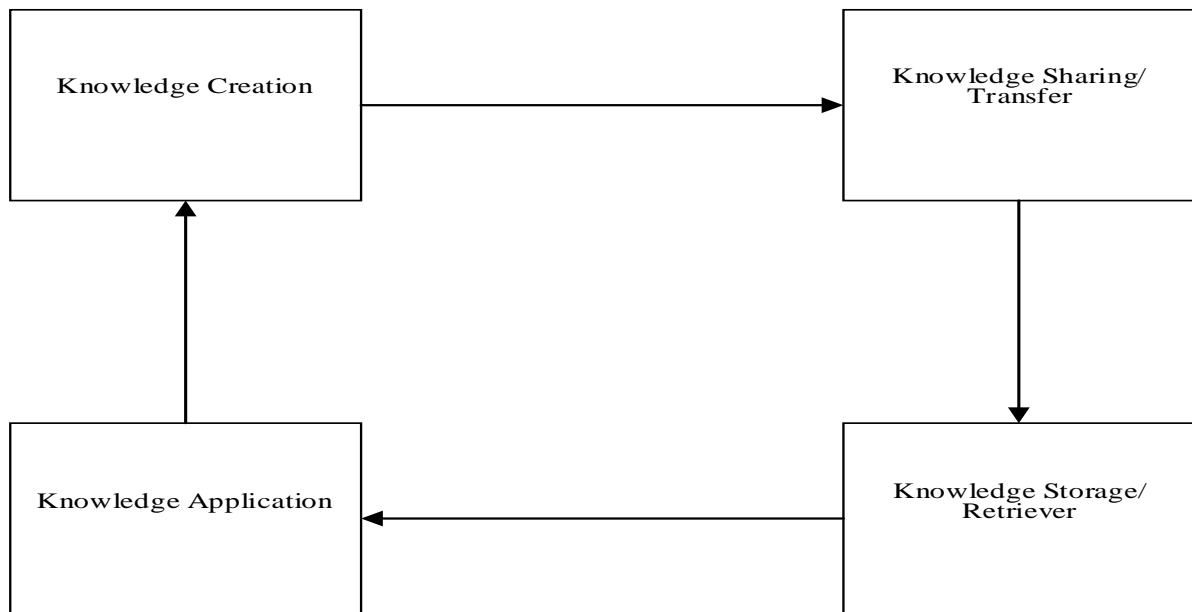 Knowledge Creation
Knowledge Sharing/
Transfer
Knowledge Application
Knowledge Storage/
Retriever